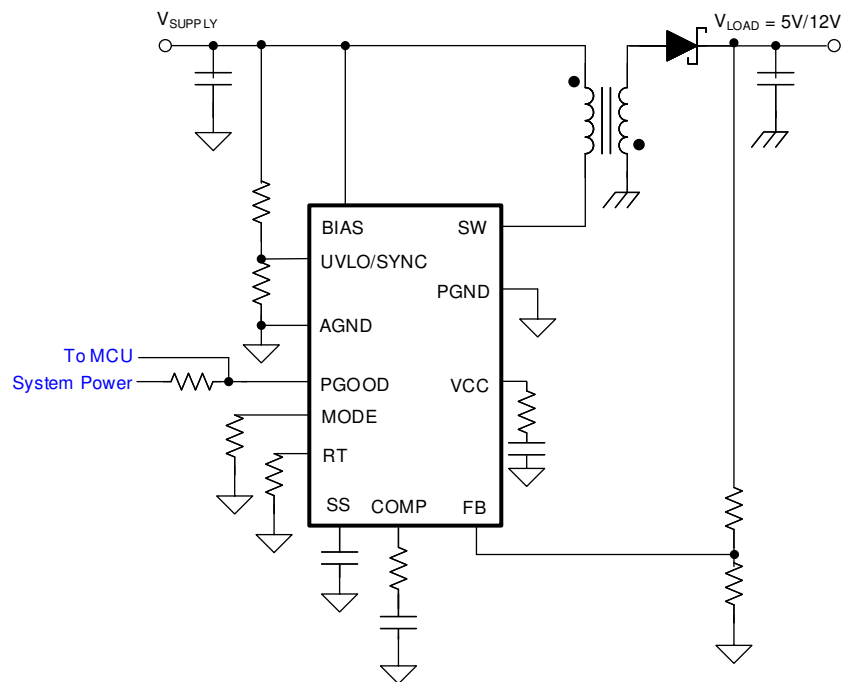 VSUPPLY
VLOAD = 5V/12V
BIAS
SW
UVLO/SYNC
PGND
AGND
To MCU
System Power
PGOOD
VCC
MODE
RT
SS
COMP
FB